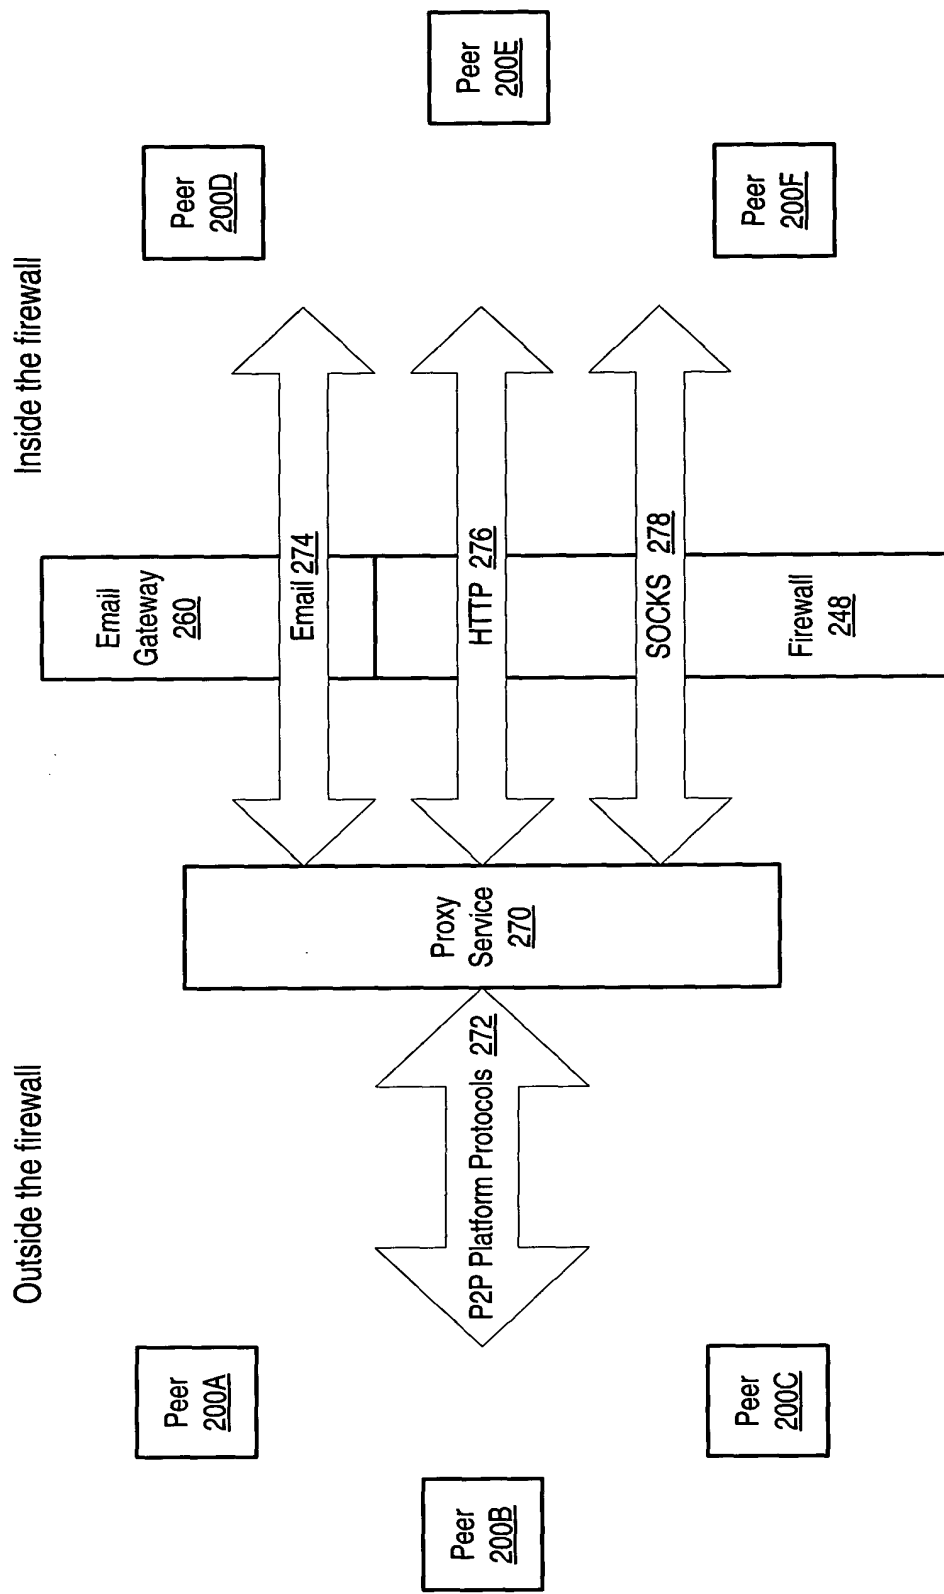 Outside the firewall
Inside the firewall
Peer
200A
Peer
200B
Peer
200C
P2P Platform Protocols 272
Proxy
Service
270
Email
Gateway
260
Email 274
HTTP 276
SOCKS 278
Firewall
248
Peer
200D
Peer
200E
Peer
200F